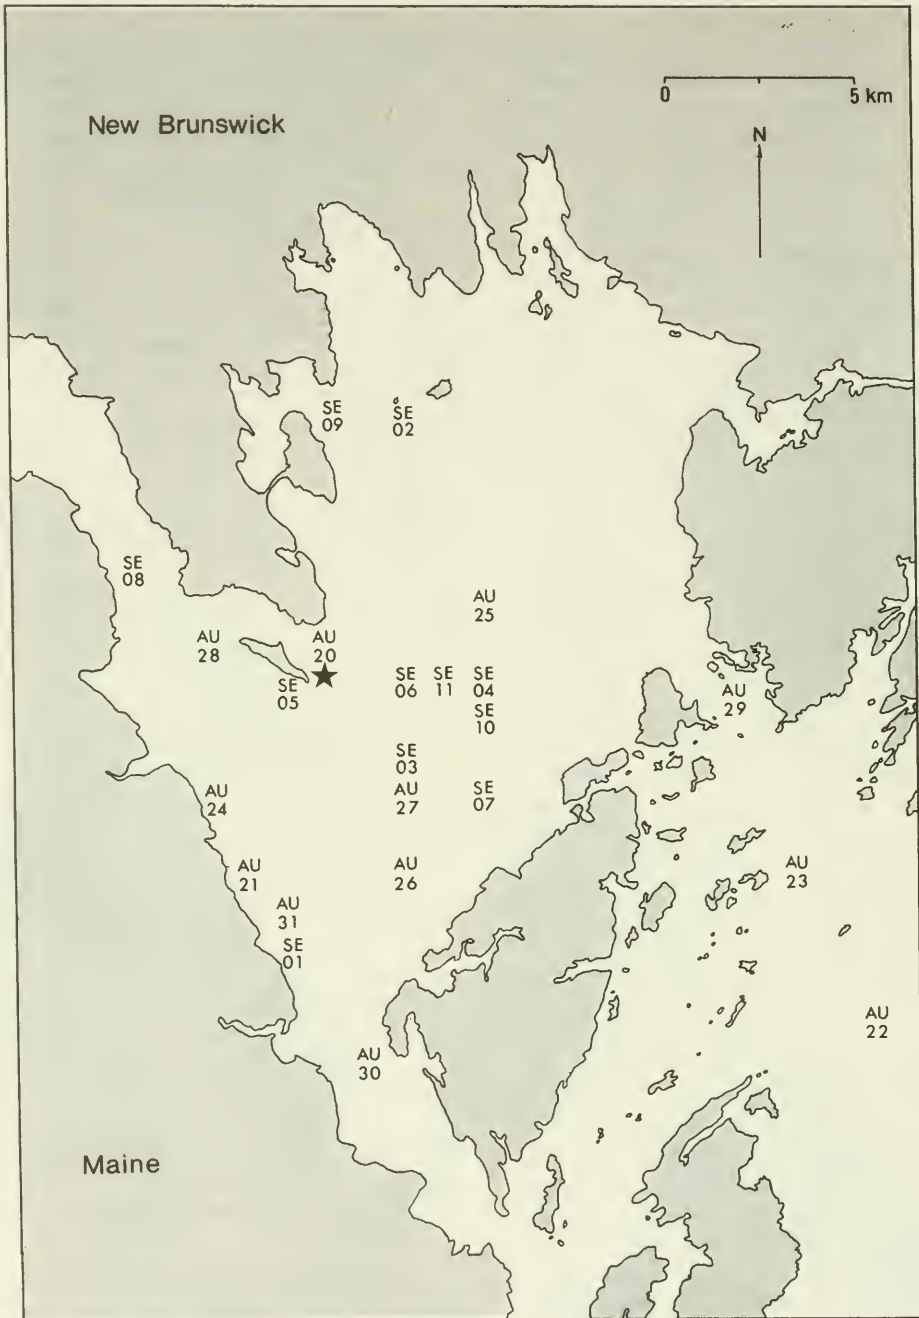 New Brunswick
0 5 km
N
SE
09
SE
02
SE
08
AU
25
AU
28
AU
20
SE
05
SE
06
SE
11
SE
04
SE
10
AU
29
SE
03
AU
27
SE
07
AU
24
AU
21
AU
26
AU
23
AU
31
SE
01
AU
22
AU
30
Maine